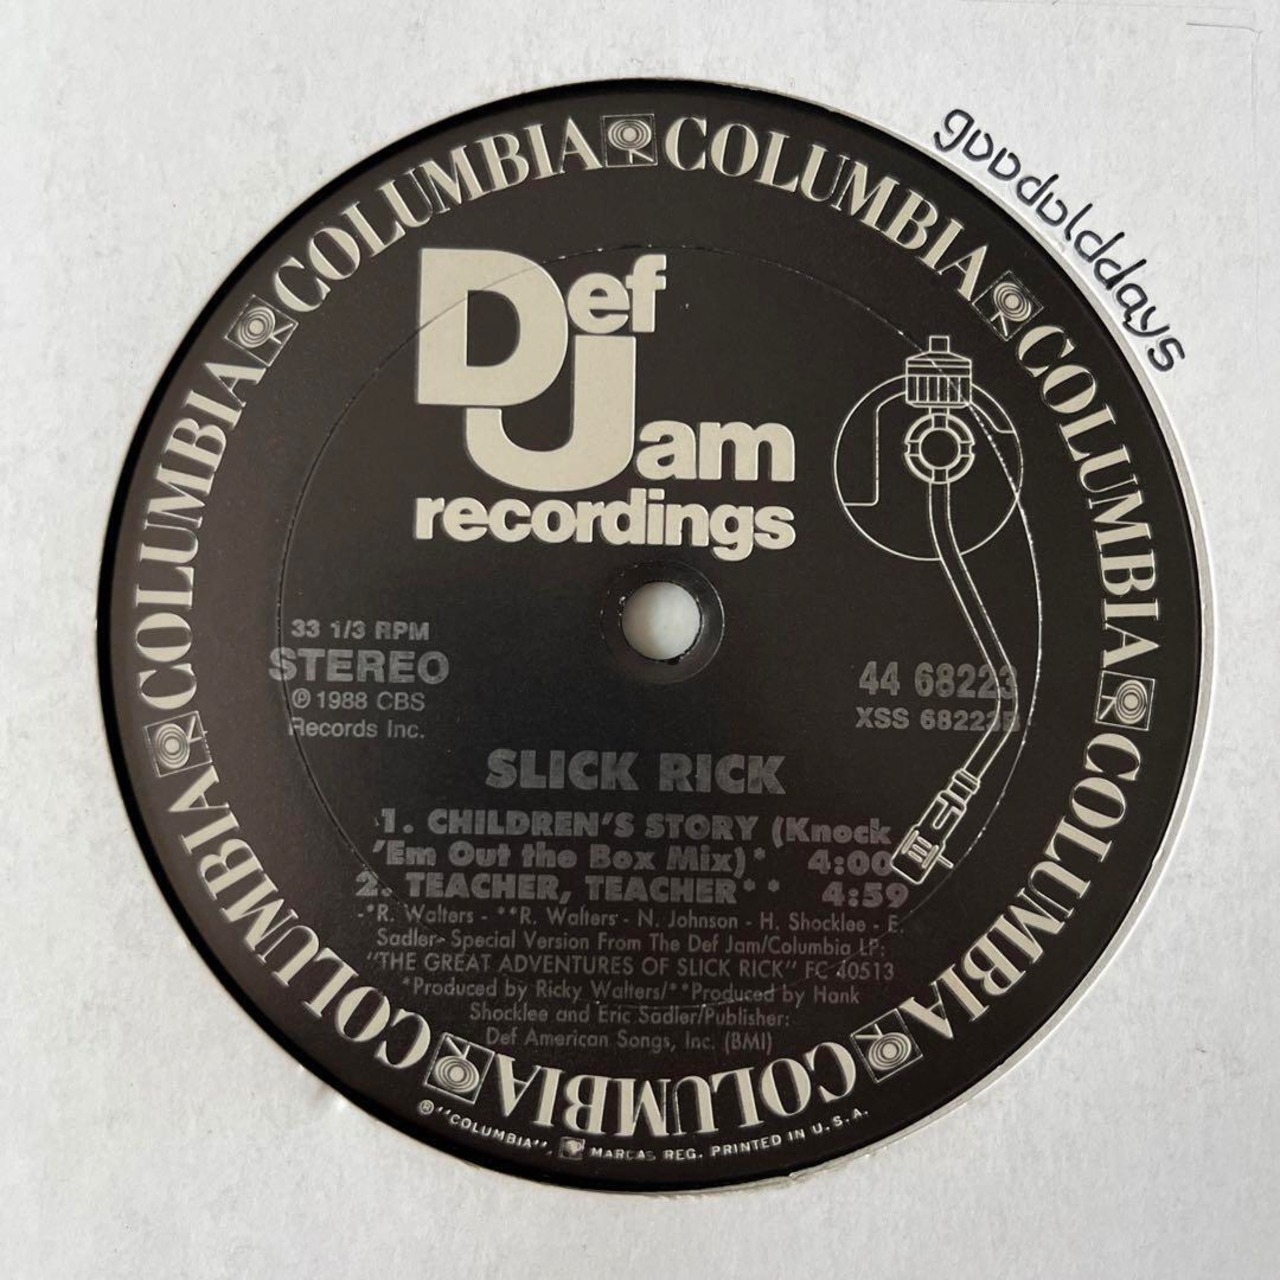 COLUMBIA COLUMBIA COLUMBIA COLUMBIA COLUMBIA COLUMBIA COLUMBIA COLUMBIA COLUMBIA
goodolddays
Def
Jam
recordings
33 1/3 RPM
STEREO
℗ 1988 CBS
Records Inc.
44 68223
XSS 68223B
SLICK RICK
1. CHILDREN'S STORY (Knock
'Em Out the Box Mix)* 4:00
2. TEACHER, TEACHER** 4:59
-*R. Walters - **R. Walters - N. Johnson - H. Shocklee - E.
Sadler- Special Version From The Def Jam/Columbia LP:
"THE GREAT ADVENTURES OF SLICK RICK" FC 40513
*Produced by Ricky Walters/**Produced by Hank
Shocklee and Eric Sadler/Publisher:
Def American Songs, Inc. (BMI)
® "COLUMBIA", MARCAS REG. PRINTED IN U.S.A.